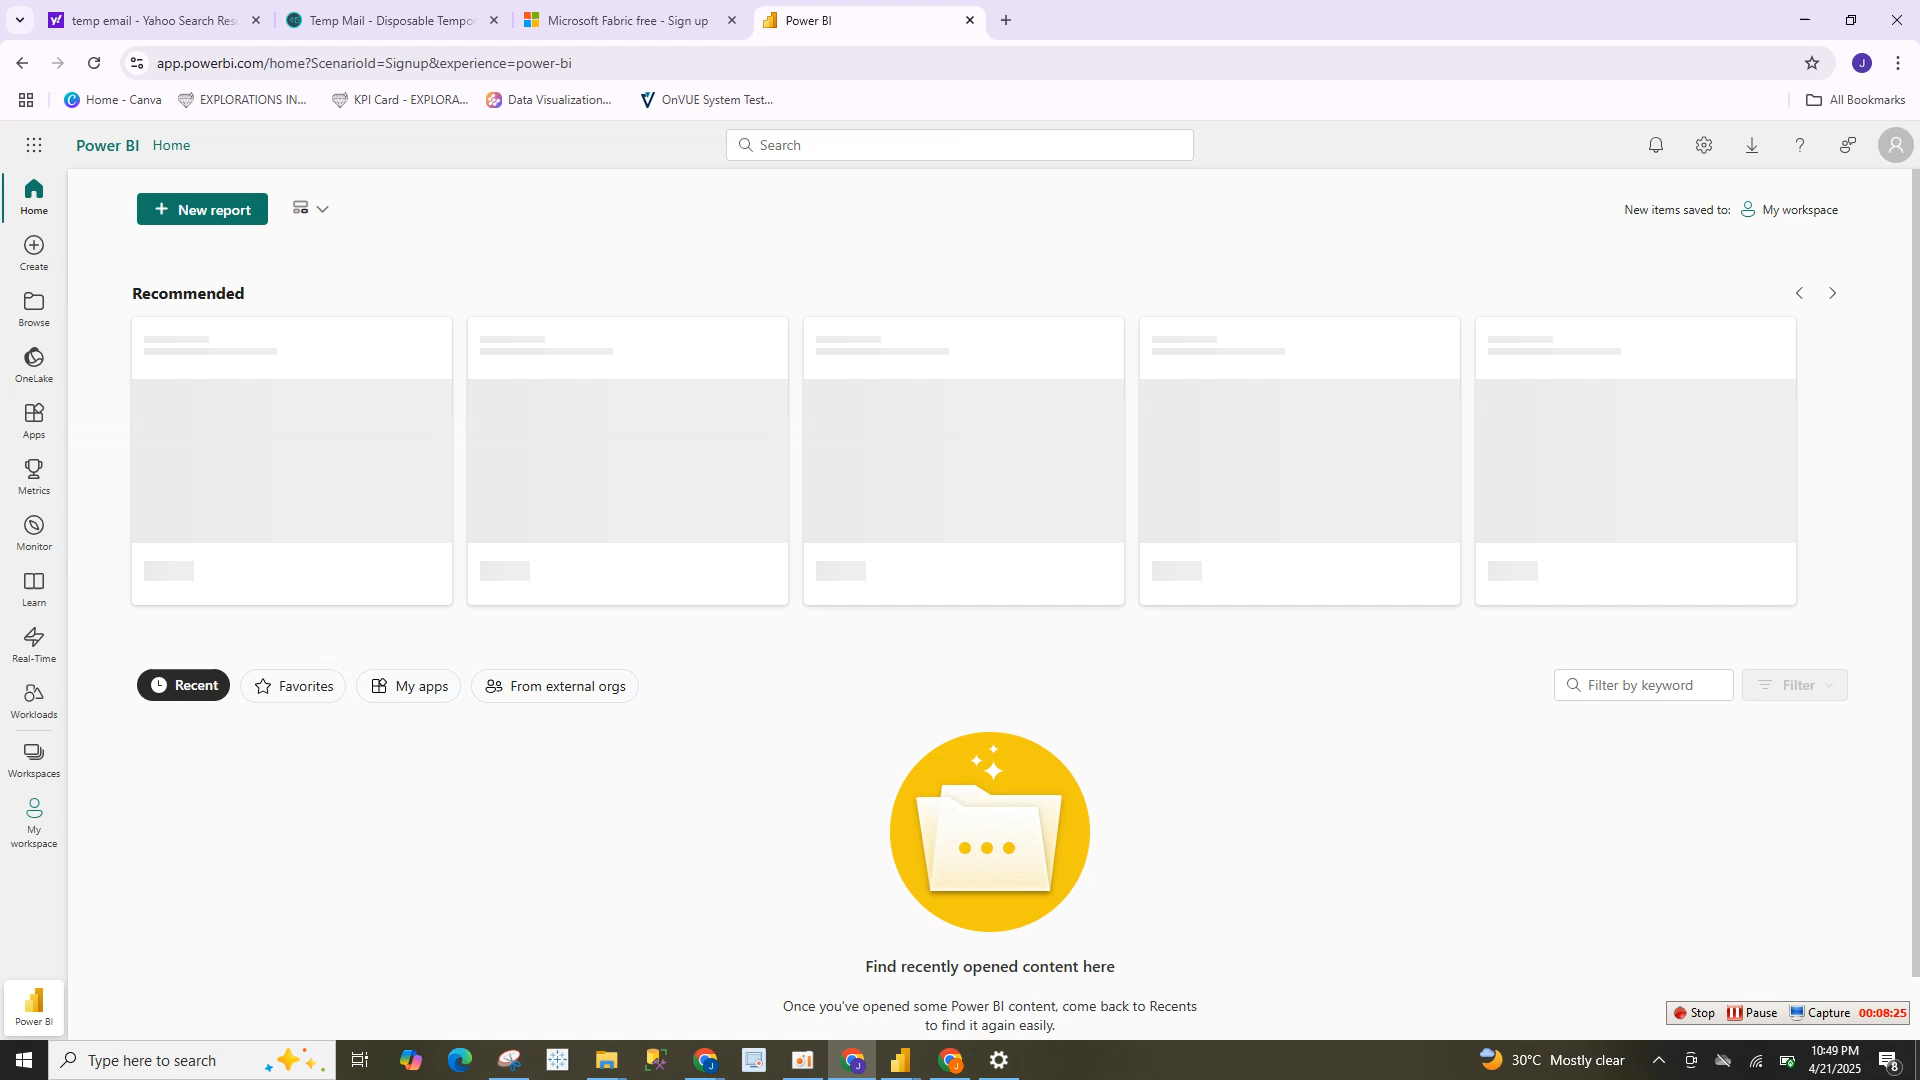 temp email - Yahoo Search Res
Temp Mail - Disposable Tempor
Microsoft Fabric free - Sign up
Power BI
app.powerbi.com/home?ScenarioId=Signup&experience=power-bi
J
Home - Canva
EXPLORATIONS IN...
KPI Card - EXPLORA...
Data Visualization...
OnVUE System Test...
All Bookmarks
Power BI Home
Search
Home
Create
Browse
OneLake
Apps
Metrics
Monitor
Learn
Real-Time
Workloads
Workspaces
My
workspace
Power BI
+ New report
New items saved to: My workspace
Recommended
Recent
Favorites
My apps
From external orgs
Filter by keyword
Filter
Find recently opened content here
Once you've opened some Power BI content, come back to Recents
to find it again easily.
Stop Pause Capture 00:08:25
Type here to search
30°C Mostly clear
10:49 PM
4/21/2025
8